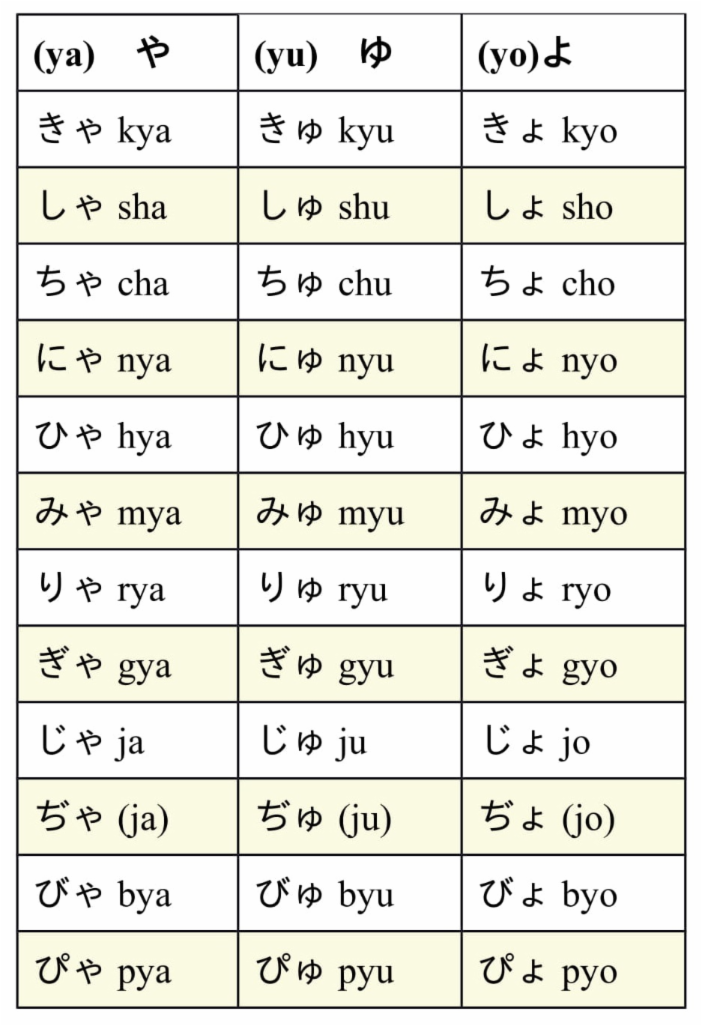 (ya) や (yu) ゆ (yo)よ
きゃ kya きゅ kyu きょ kyo
しゃ sha しゅ shu しょ sho
ちゃ cha ちゅ chu ちょ cho
にゃ nya にゅ nyu にょ nyo
ひゃ hya ひゅ hyu ひょ hyo
みゃ mya みゅ myu みょ myo
りゃ rya りゅ ryu りょ ryo
ぎゃ gya ぎゅ gyu ぎょ gyo
じゃ ja じゅ ju じょ jo
ぢゃ (ja) ぢゅ (ju) ぢょ (jo)
びゃ bya びゅ byu びょ byo
ぴゃ pya ぴゅ pyu ぴょ pyo